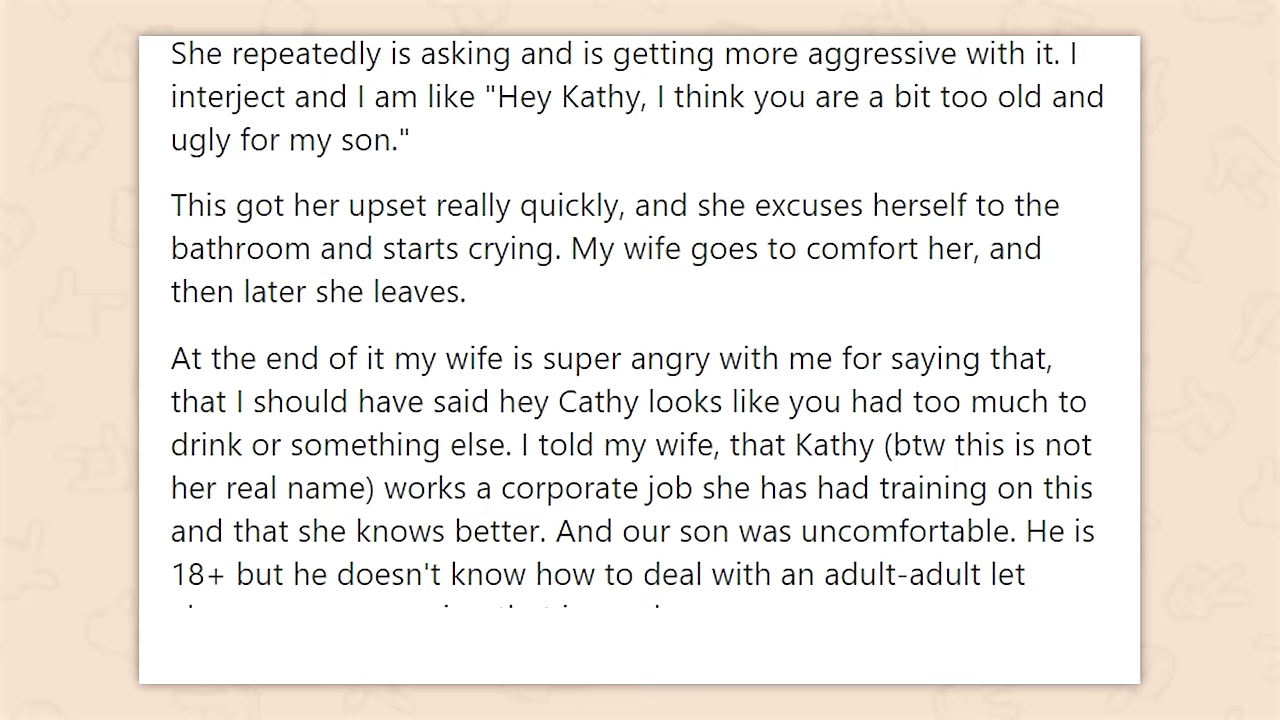 She repeatedly is asking and is getting more aggressive with it. I
interject and I am like "Hey Kathy, I think you are a bit too old and
ugly for my son."
This got her upset really quickly, and she excuses herself to the
bathroom and starts crying. My wife goes to comfort her, and
then later she leaves.
At the end of it my wife is super angry with me for saying that,
that I should have said hey Cathy looks like you had too much to
drink or something else. I told my wife, that Kathy (btw this is not
her real name) works a corporate job she has had training on this
and that she knows better. And our son was uncomfortable. He is
18+ but he doesn't know how to deal with an adult-adult let